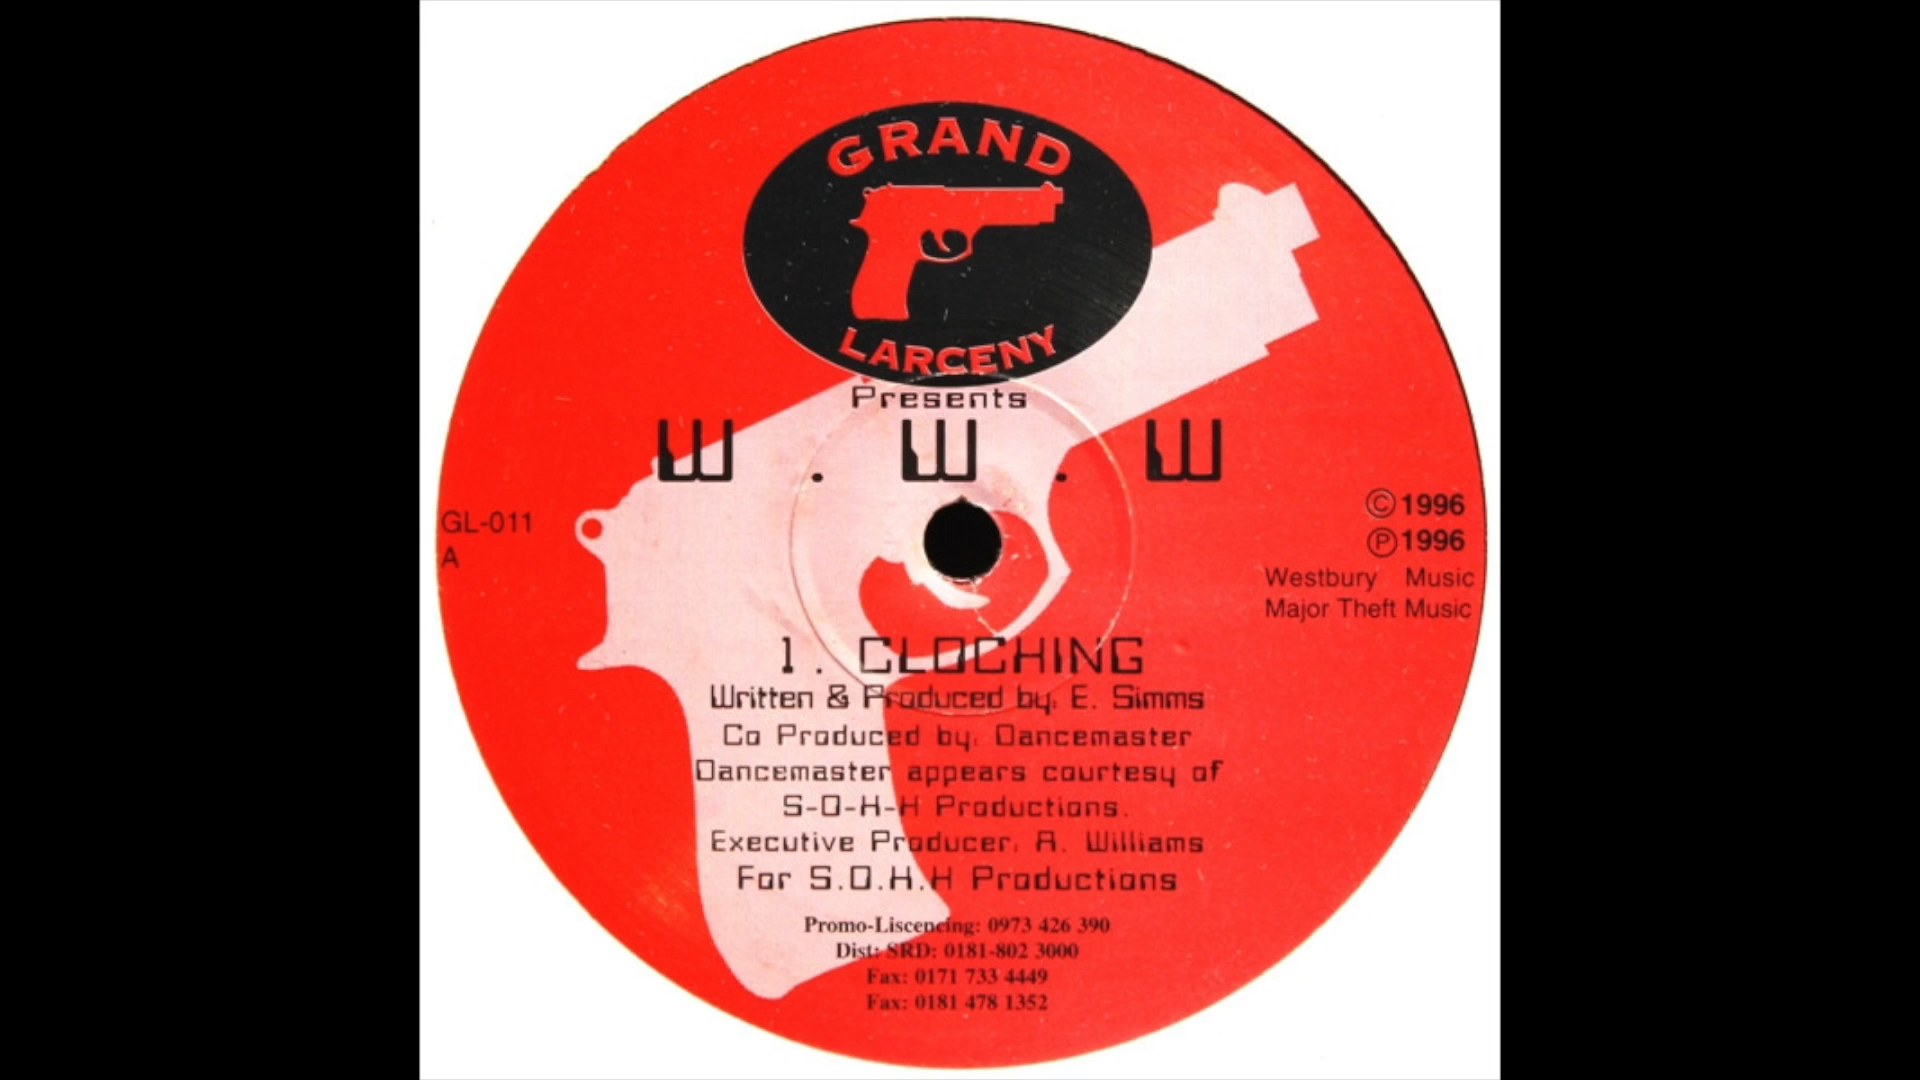 GRAND
LARCENY
Presents
W . W . W
GL-011
A
© 1996
℗ 1996
Westbury Music
Major Theft Music
1. CLOCHING
Written & Produced by: E. Simms
Co Produced by: Dancemaster
Dancemaster appears courtesy of
S-O-H-H Productions.
Executive Producer: A. Williams
For S.O.H.H Productions
Promo-Liscencing: 0973 426 390
Dist: SRD: 0181-802 3000
Fax: 0171 733 4449
Fax: 0181 478 1352